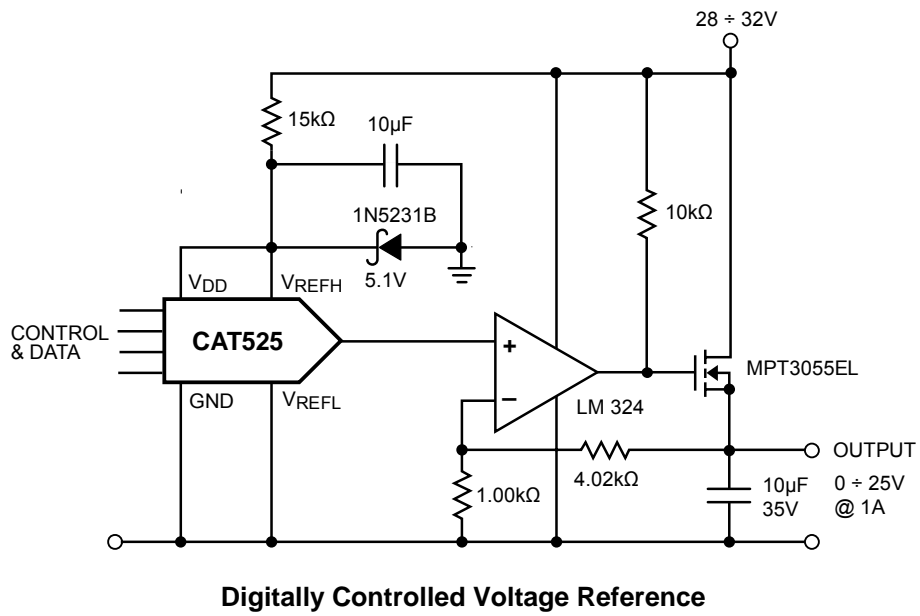 28 ÷ 32V
15kΩ
10µF
1N5231B
5.1V
10kΩ
VDD
VREFH
CONTROL
& DATA
CAT525
+
–
GND
VREFL
LM 324
MPT3055EL
4.02kΩ
1.00kΩ
10µF
35V
OUTPUT
0 ÷ 25V
@ 1A
Digitally Controlled Voltage Reference